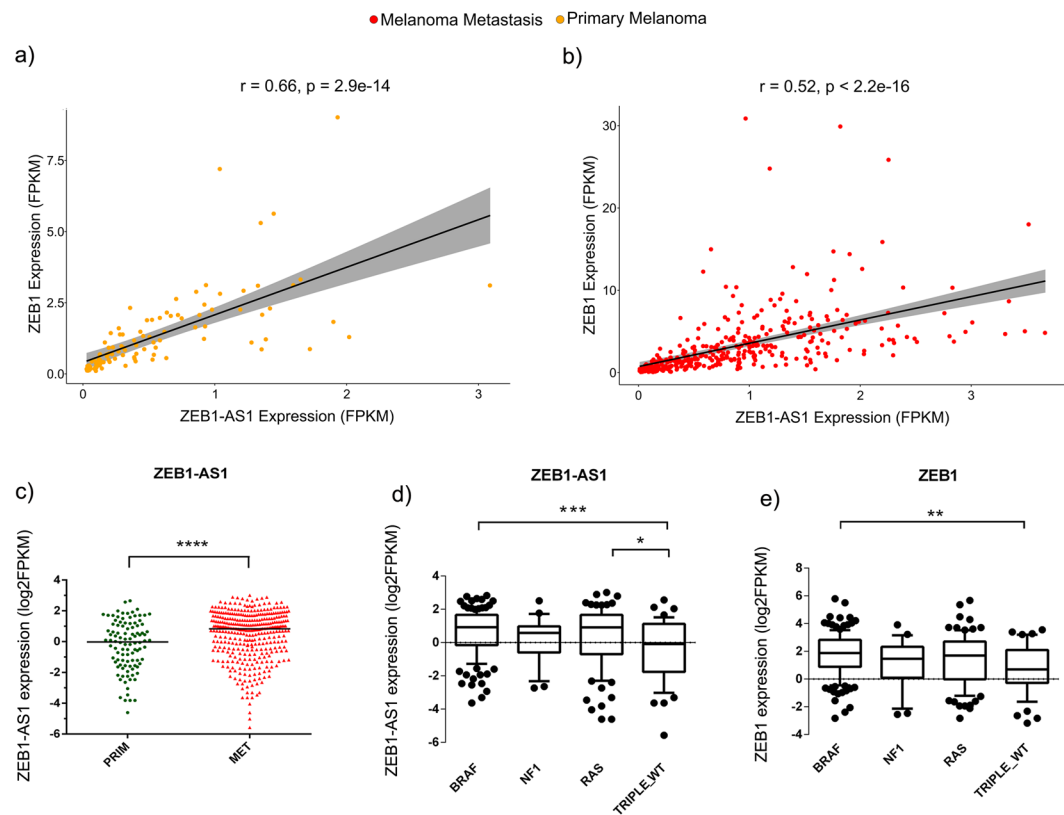 Melanoma Metastasis Primary Melanoma
a)
r = 0.66, p = 2.9e-14
ZEB1 Expression (FPKM)
7.5
5.0
2.5
0.0
0 1 2 3
ZEB1-AS1 Expression (FPKM)
b)
r = 0.52, p < 2.2e-16
ZEB1 Expression (FPKM)
30
20
10
0
0 1 2 3
ZEB1-AS1 Expression (FPKM)
c)
ZEB1-AS1
ZEB1-AS1 expression (log2FPKM)
****
4
2
0
-2
-4
-6
PRIM MET
d)
ZEB1-AS1
ZEB1-AS1 expression (log2FPKM)
***
*
4
2
0
-2
-4
-6
BRAF NF1 RAS TRIPLE_WT
e)
ZEB1
ZEB1 expression (log2FPKM)
**
8
6
4
2
0
-2
-4
BRAF NF1 RAS TRIPLE_WT